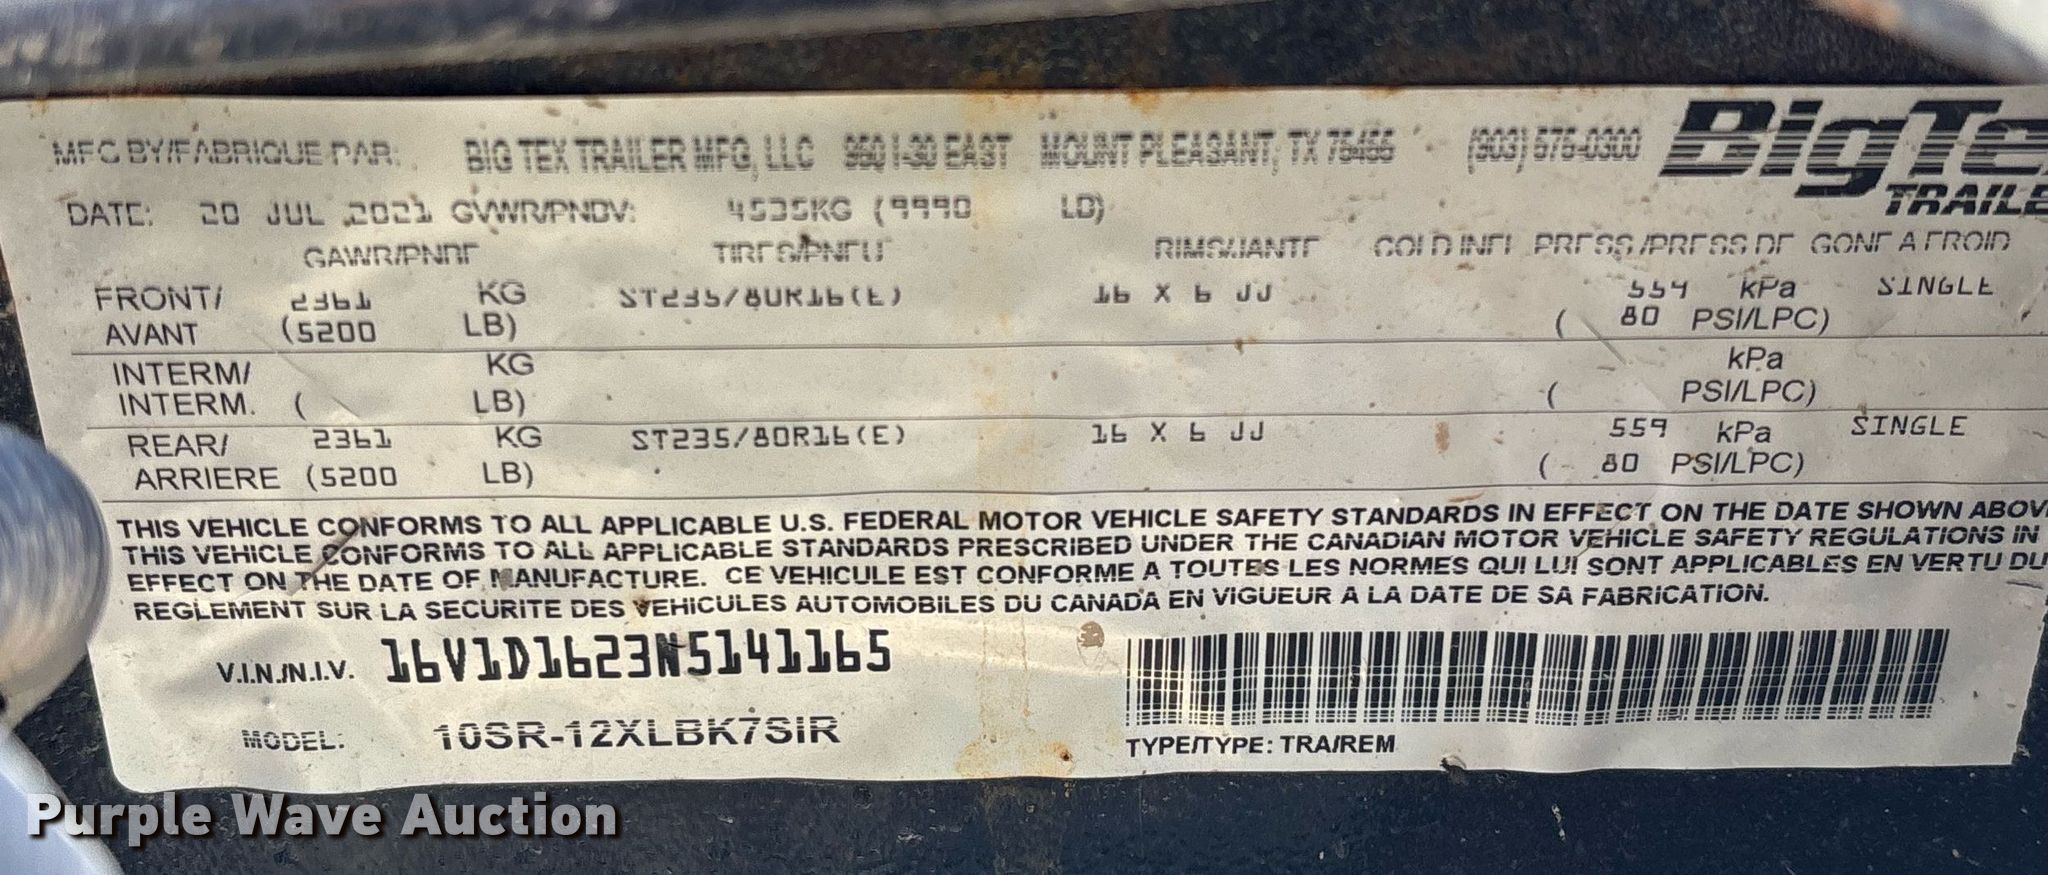 MFG BY/FABRIQUE PAR: BIG TEX TRAILER MFG, LLC 950 I-30 EAST MOUNT PLEASANT, TX 75455 (903) 575-0300
BigTe
TRAILE
DATE: 20 JUL 2021 GVWR/PNBV: 4535KG (9990 LB)
GAWR/PNBE TIRES/PNEU RIMS/JANTE COLD INFL PRESS/PRESS DE GONF A FROID
FRONT/ 2361 KG ST235/80R16(E) 16 X 6 JJ 559 kPa SINGLE
AVANT (5200 LB) ( 80 PSI/LPC)
INTERM/ KG kPa
INTERM. ( LB) ( PSI/LPC)
REAR/ 2361 KG ST235/80R16(E) 16 X 6 JJ 559 kPa SINGLE
ARRIERE (5200 LB) ( 80 PSI/LPC)
THIS VEHICLE CONFORMS TO ALL APPLICABLE U.S. FEDERAL MOTOR VEHICLE SAFETY STANDARDS IN EFFECT ON THE DATE SHOWN ABOV
THIS VEHICLE CONFORMS TO ALL APPLICABLE STANDARDS PRESCRIBED UNDER THE CANADIAN MOTOR VEHICLE SAFETY REGULATIONS IN
EFFECT ON THE DATE OF MANUFACTURE. CE VEHICULE EST CONFORME A TOUTES LES NORMES QUI LUI SONT APPLICABLES EN VERTU DU
REGLEMENT SUR LA SECURITE DES VEHICULES AUTOMOBILES DU CANADA EN VIGUEUR A LA DATE DE SA FABRICATION.
V.I.N./N.I.V. 16V1D1623N5141165
MODEL: 10SR-12XLBK7SIR
TYPE/TYPE: TRA/REM
Purple Wave Auction